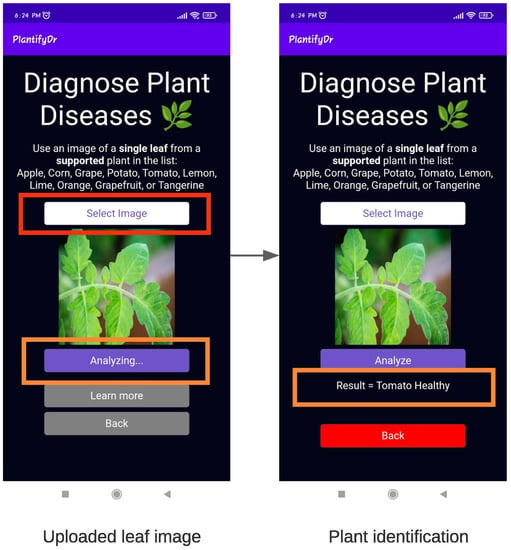 6:24 PM
PlantifyDr
Diagnose Plant
Diseases
Use an image of a single leaf from a
supported plant in the list:
Apple, Corn, Grape, Potato, Tomato, Lemon,
Lime, Orange, Grapefruit, or Tangerine
Select Image
Analyzing...
Learn more
Back
Uploaded leaf image
6:24 PM
PlantifyDr
Diagnose Plant
Diseases
Use an image of a single leaf from a
supported plant in the list:
Apple, Corn, Grape, Potato, Tomato, Lemon,
Lime, Orange, Grapefruit, or Tangerine
Select Image
Analyze
Result = Tomato Healthy
Back
Plant identification